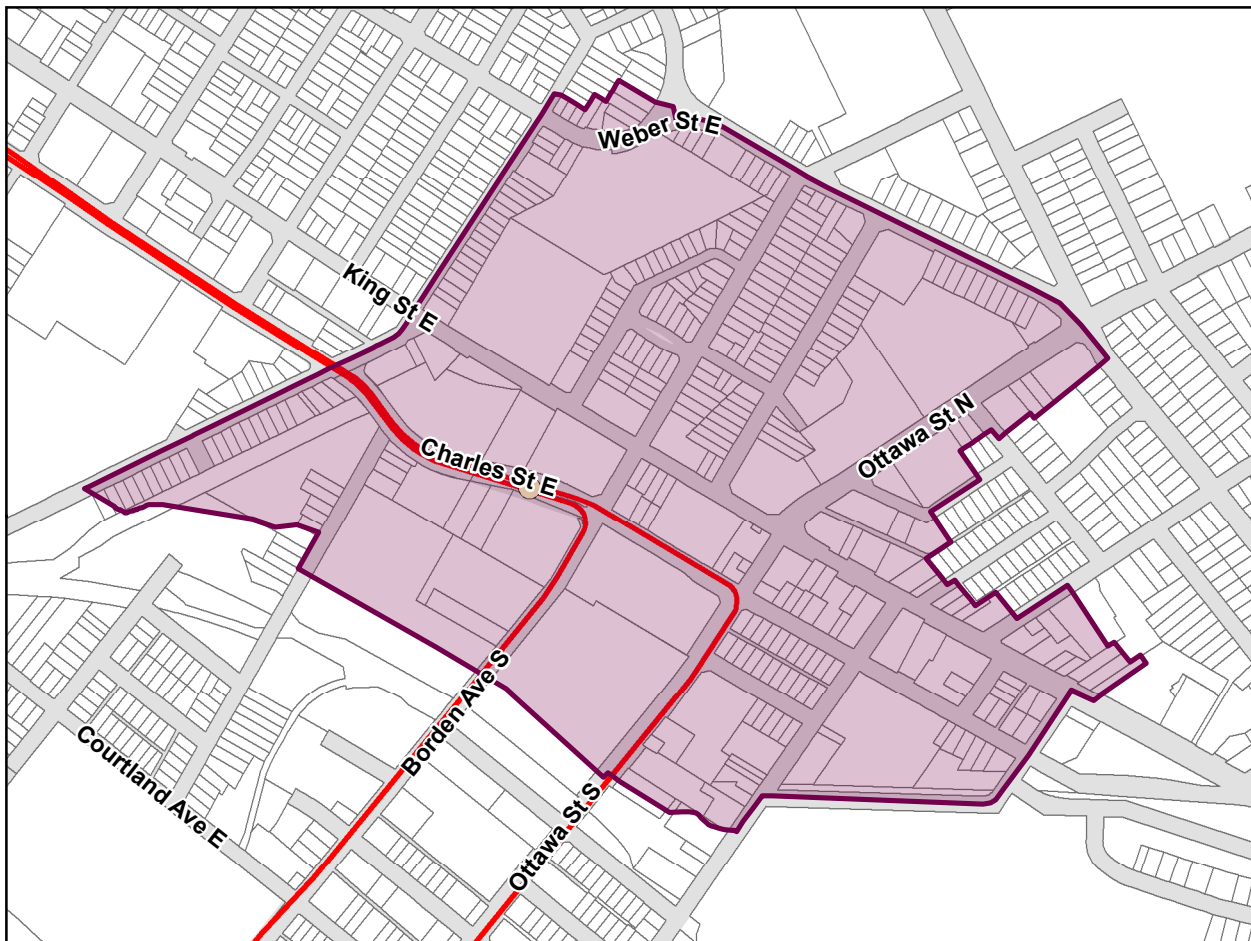 Weber St E
King St E
Ottawa St N
Charles St E
Borden Ave S
Courtland Ave E
Ottawa St S